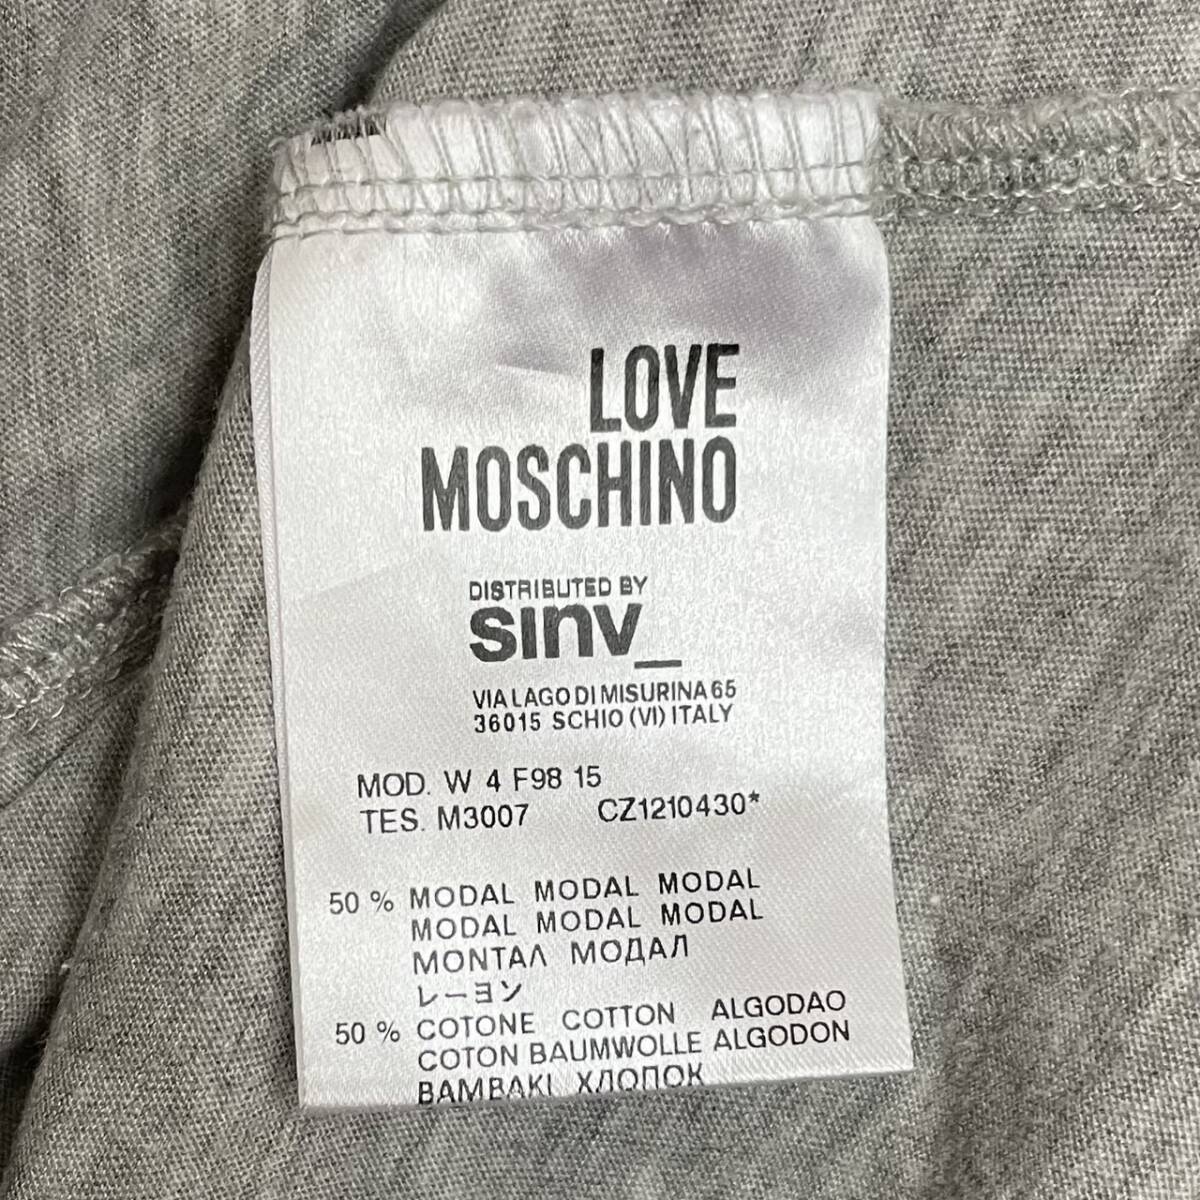 LOVE
MOSCHINO
DISTRIBUTED BY
sinv_
VIA LAGO DI MISURINA 65
36015 SCHIO (VI) ITALY
MOD. W 4 F98 15
TES. M3007 CZ1210430*
50 % MODAL MODAL MODAL
MODAL MODAL MODAL
ΜΟΝΤΑΛ МОДАЛ
レーヨン
50 % COTONE COTTON ALGODAO
COTON BAUMWOLLE ALGODON
BAMBAKI ХЛОПОК